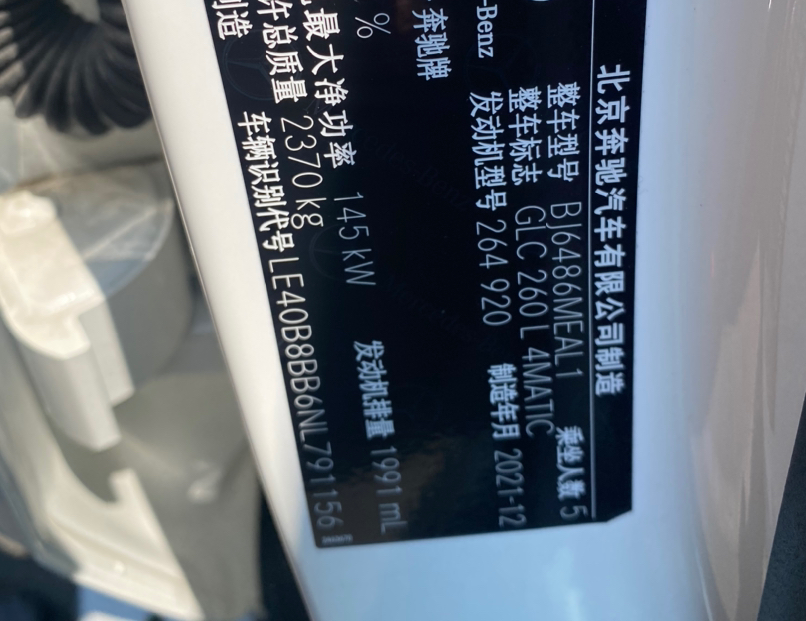 北京奔驰汽车有限公司制造
-Benz
奔驰牌
整车型号 BJ6486MEAL1 乘坐人数 5
整车标志 GLC 260 L 4MATIC
发动机型号 264 920 制造年月 2021-12
%
最大净功率 145 kW 发动机排量 1991 mL
许总质量 2370 kg
车辆识别代号 LE40B8BB6NL791156
制造